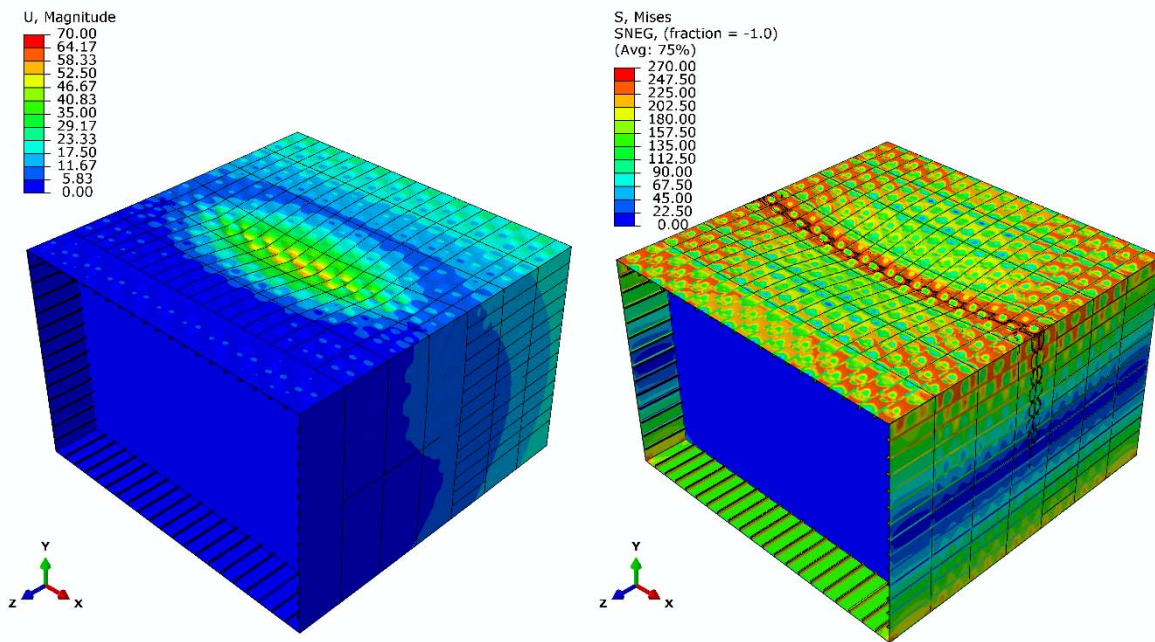 U, Magnitude
70.00
64.17
58.33
52.50
46.67
40.83
35.00
29.17
23.33
17.50
11.67
5.83
0.00
Y
Z
X
S, Mises
SNEG, (fraction = -1.0)
(Avg: 75%)
270.00
247.50
225.00
202.50
180.00
157.50
135.00
112.50
90.00
67.50
45.00
22.50
0.00
Y
Z
X